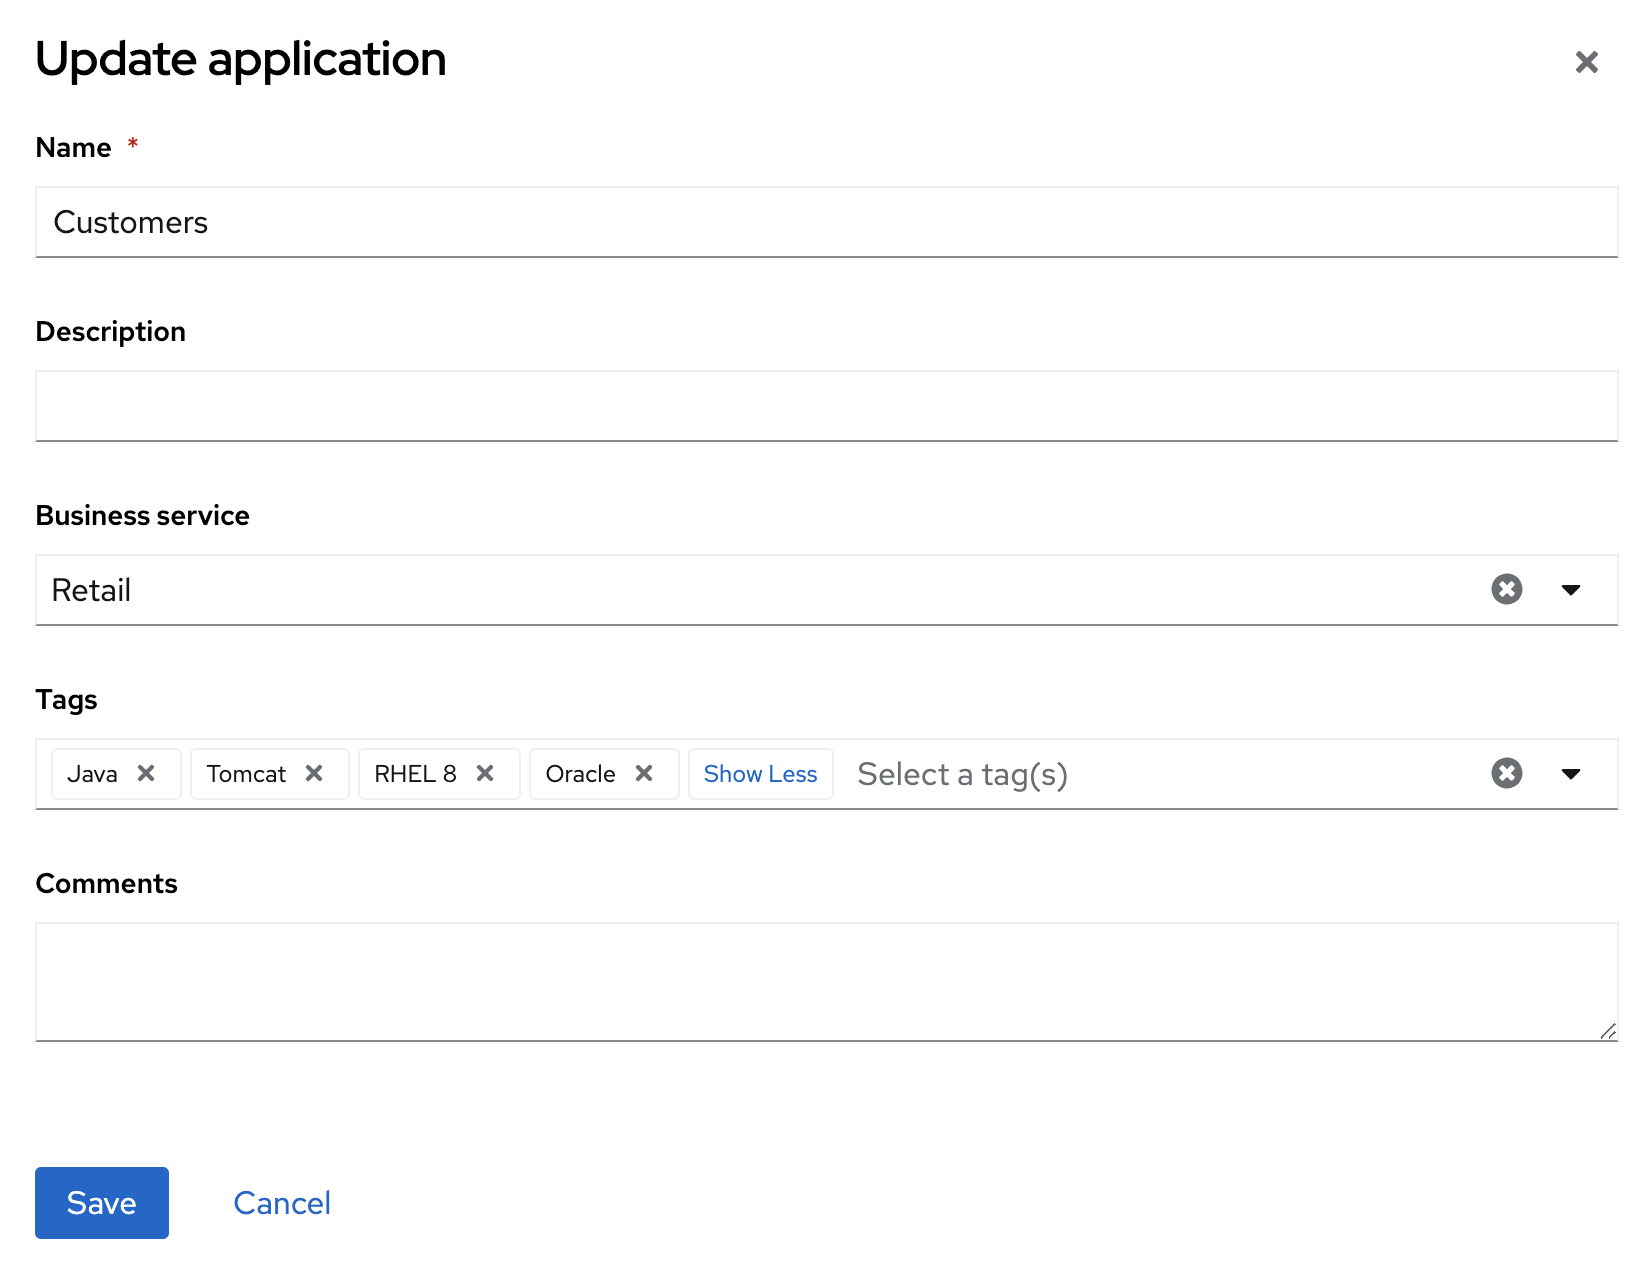 Update application
Name *
Customers
Description
Business service
Retail
Tags
Java Tomcat RHEL 8 Oracle Show Less Select a tag(s)
Comments
Save Cancel